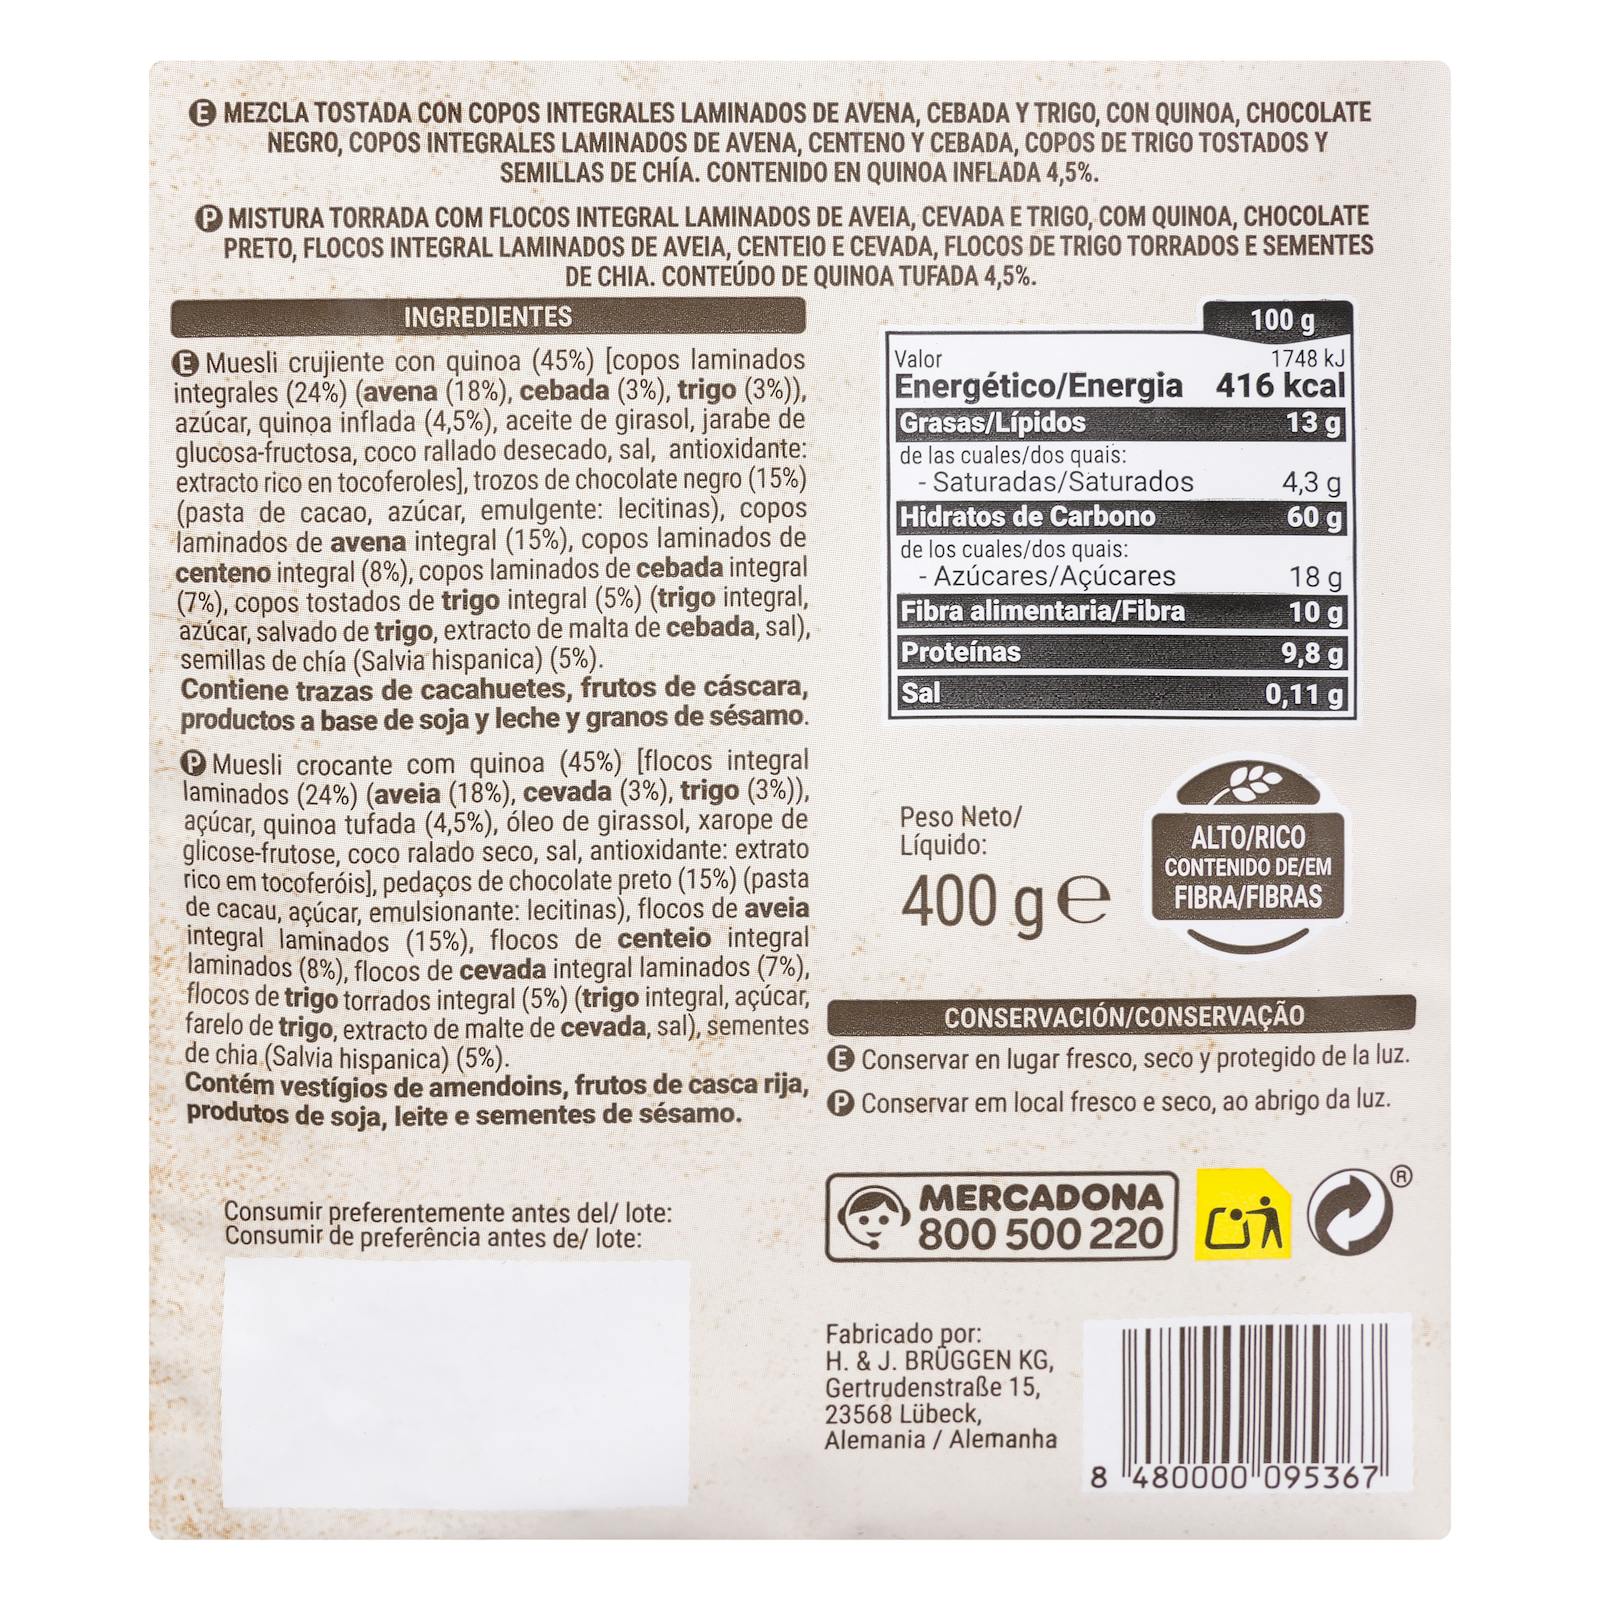 E MEZCLA TOSTADA CON COPOS INTEGRALES LAMINADOS DE AVENA, CEBADA Y TRIGO, CON QUINOA, CHOCOLATE
NEGRO, COPOS INTEGRALES LAMINADOS DE AVENA, CENTENO Y CEBADA, COPOS DE TRIGO TOSTADOS Y
SEMILLAS DE CHÍA. CONTENIDO EN QUINOA INFLADA 4,5%.
P MISTURA TORRADA COM FLOCOS INTEGRAL LAMINADOS DE AVEIA, CEVADA E TRIGO, COM QUINOA, CHOCOLATE
PRETO, FLOCOS INTEGRAL LAMINADOS DE AVEIA, CENTEIO E CEVADA, FLOCOS DE TRIGO TORRADOS E SEMENTES
DE CHIA. CONTEÚDO DE QUINOA TUFADA 4,5%.
INGREDIENTES
E Muesli crujiente con quinoa (45%) [copos laminados
integrales (24%) (avena (18%), cebada (3%), trigo (3%)),
azúcar, quinoa inflada (4,5%), aceite de girasol, jarabe de
glucosa-fructosa, coco rallado desecado, sal, antioxidante:
extracto rico en tocoferoles], trozos de chocolate negro (15%)
(pasta de cacao, azúcar, emulgente: lecitinas), copos
laminados de avena integral (15%), copos laminados de
centeno integral (8%), copos laminados de cebada integral
(7%), copos tostados de trigo integral (5%) (trigo integral,
azúcar, salvado de trigo, extracto de malta de cebada, sal),
semillas de chía (Salvia hispanica) (5%).
Contiene trazas de cacahuetes, frutos de cáscara,
productos a base de soja y leche y granos de sésamo.
P Muesli crocante com quinoa (45%) [flocos integral
laminados (24%) (aveia (18%), cevada (3%), trigo (3%)),
açúcar, quinoa tufada (4,5%), óleo de girassol, xarope de
glicose-frutose, coco ralado seco, sal, antioxidante: extrato
rico em tocoferóis], pedaços de chocolate preto (15%) (pasta
de cacau, açúcar, emulsionante: lecitinas), flocos de aveia
integral laminados (15%), flocos de centeio integral
laminados (8%), flocos de cevada integral laminados (7%),
flocos de trigo torrados integral (5%) (trigo integral, açúcar,
farelo de trigo, extracto de malte de cevada, sal), sementes
de chia (Salvia hispanica) (5%).
Contém vestígios de amendoins, frutos de casca rija,
produtos de soja, leite e sementes de sésamo.
Consumir preferentemente antes del/ lote:
Consumir de preferência antes de/ lote:
100 g
Valor 1748 kJ
Energético/Energia 416 kcal
Grasas/Lípidos 13 g
de las cuales/dos quais:
- Saturadas/Saturados 4,3 g
Hidratos de Carbono 60 g
de los cuales/dos quais:
- Azúcares/Açúcares 18 g
Fibra alimentaria/Fibra 10 g
Proteínas 9,8 g
Sal 0,11 g
Peso Neto/
Líquido:
400 g e
ALTO/RICO
CONTENIDO DE/EM
FIBRA/FIBRAS
CONSERVACIÓN/CONSERVAÇÃO
E Conservar en lugar fresco, seco y protegido de la luz.
P Conservar em local fresco e seco, ao abrigo da luz.
MERCADONA
800 500 220
®
Fabricado por:
H. & J. BRÜGGEN KG,
Gertrudenstraße 15,
23568 Lübeck,
Alemania / Alemanha
8 480000 095367